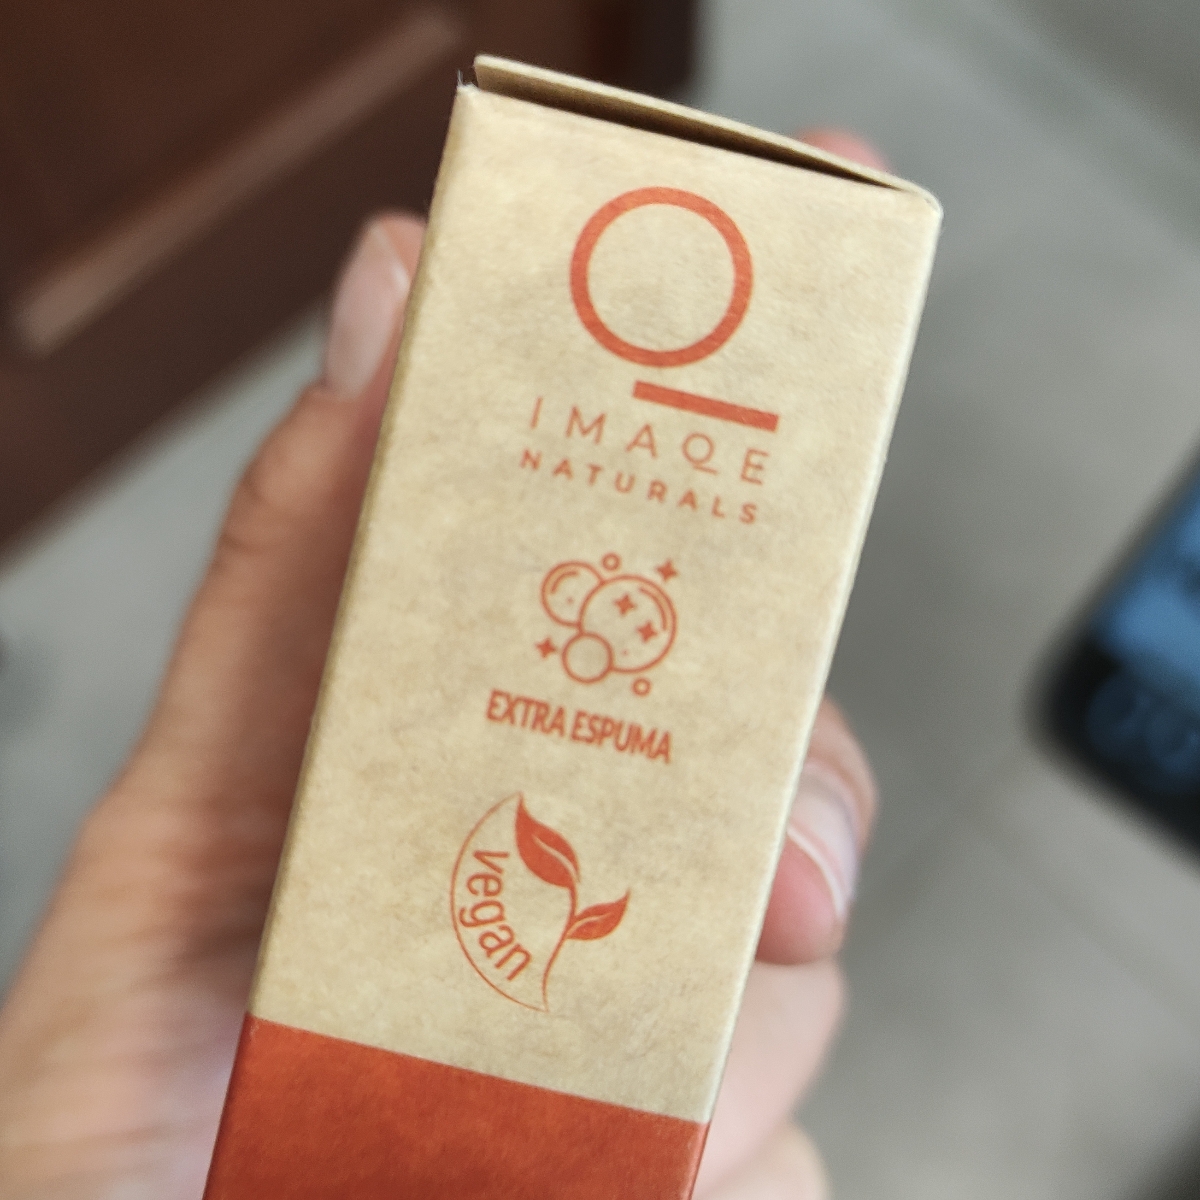 IMAQE
NATURALS
EXTRA ESPUMA
vegan